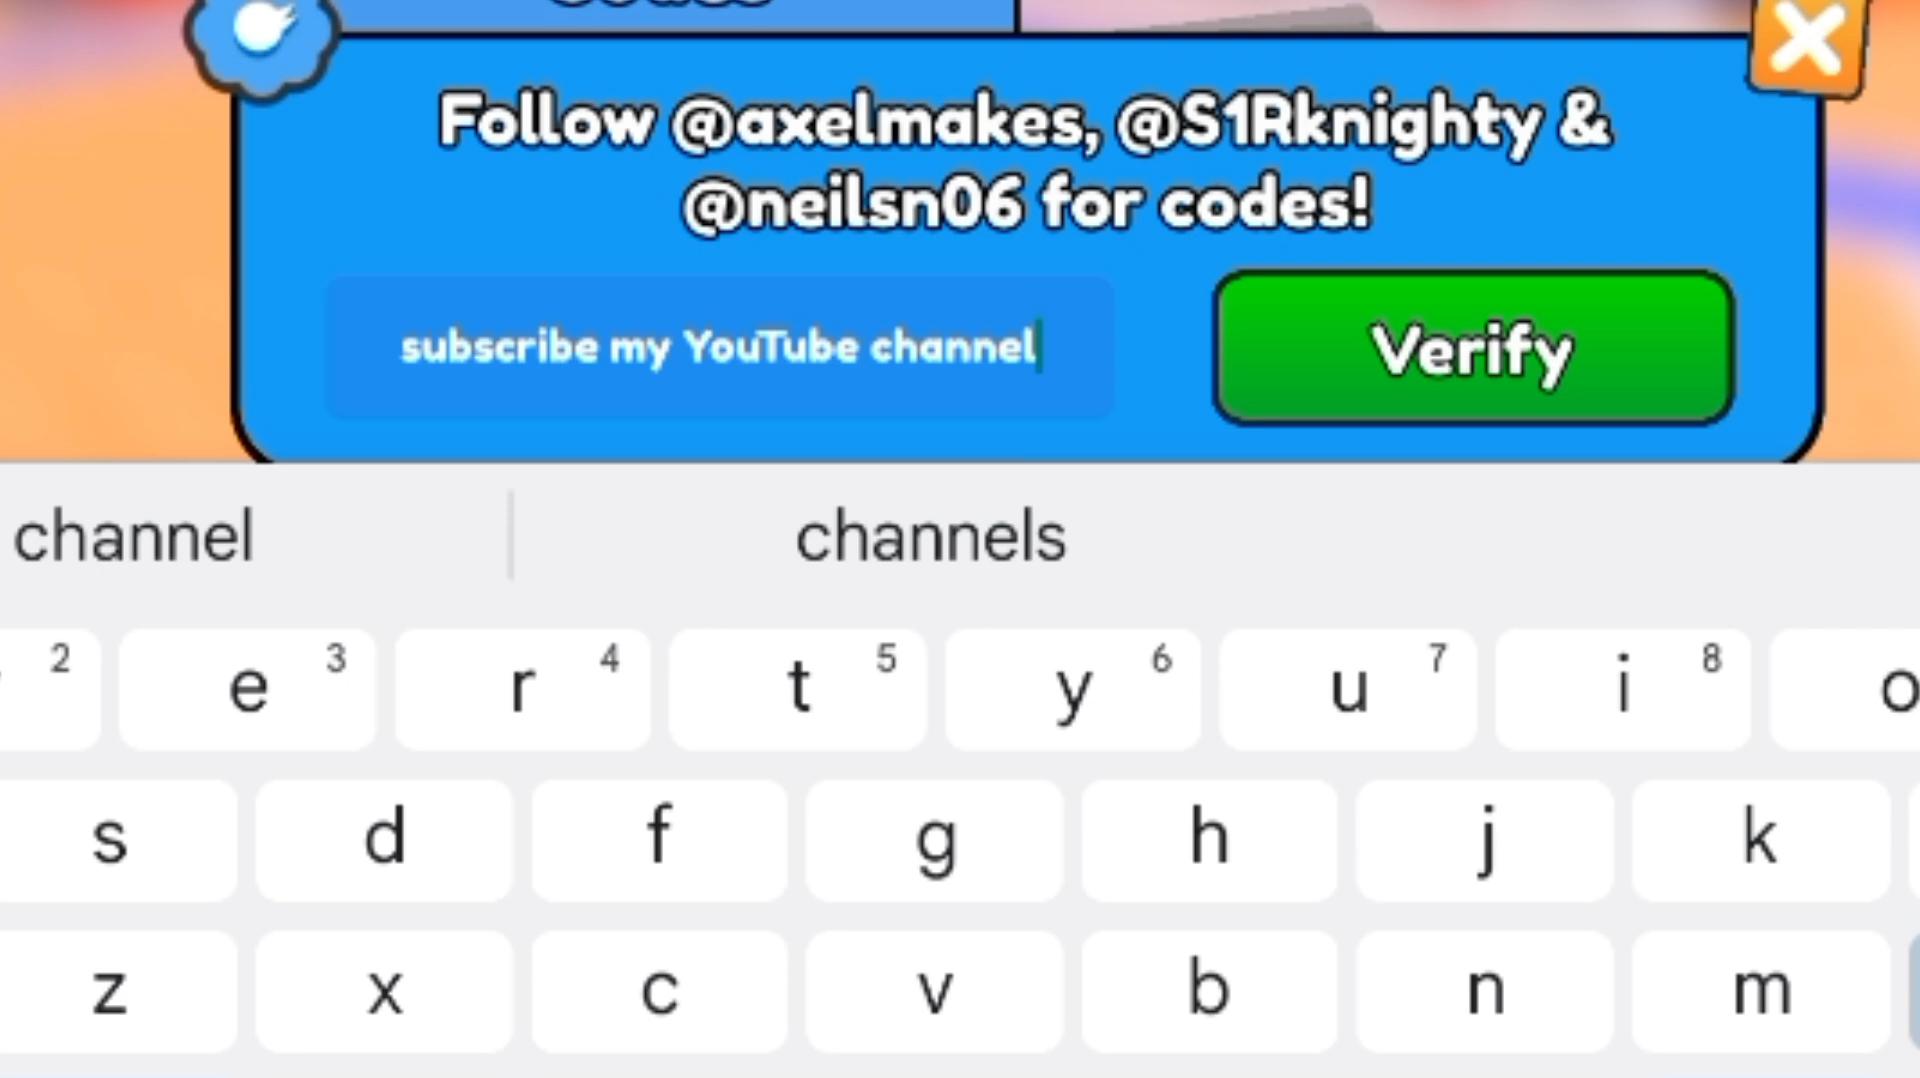 Follow @axelmakes, @S1Rknighty &
@neilsn06 for codes!
subscribe my YouTube channel
Verify
channel
channels
2
e 3
r 4
t 5
y 6
u 7
i 8
o
s
d
f
g
h
j
k
z
x
c
v
b
n
m